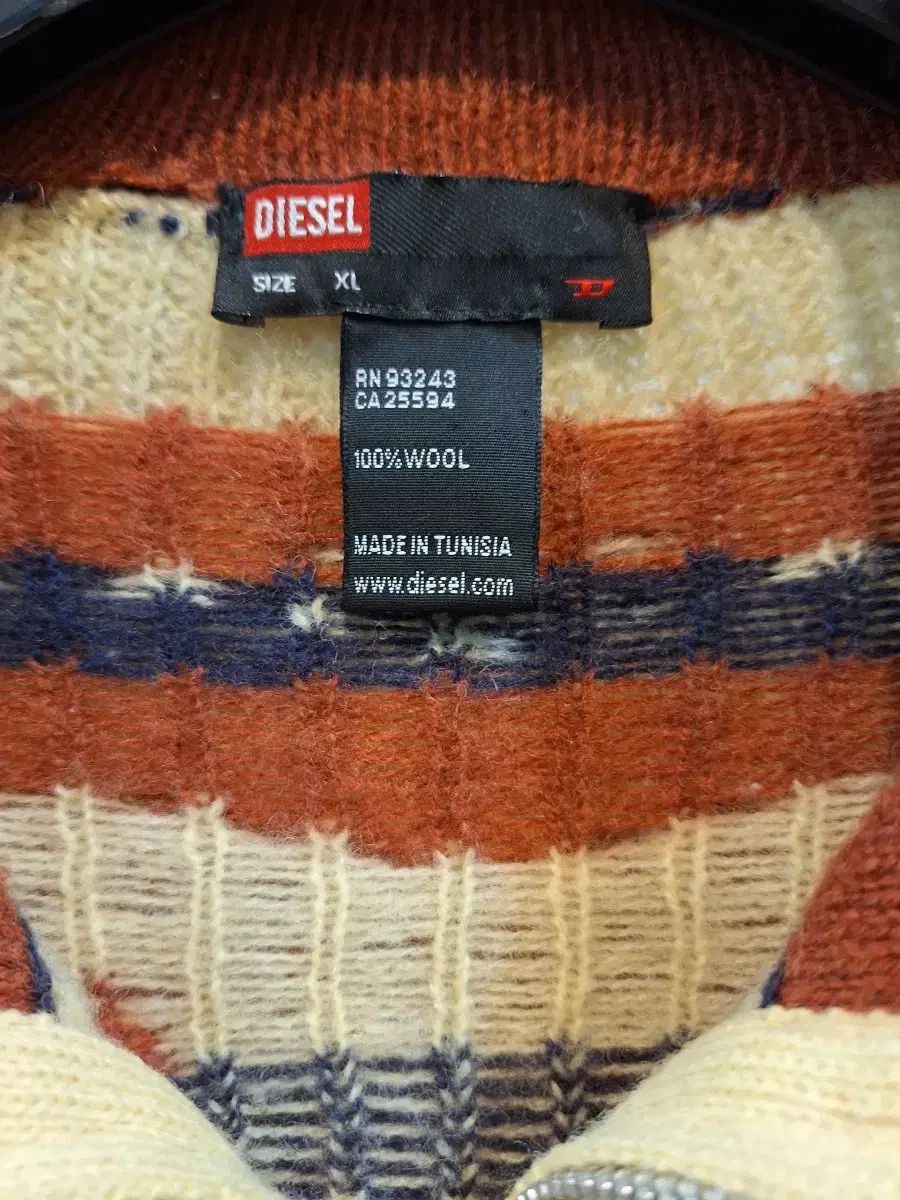 DIESEL
SIZE XL
D
RN 93243
CA 25594
100% WOOL
MADE IN TUNISIA
www.diesel.com